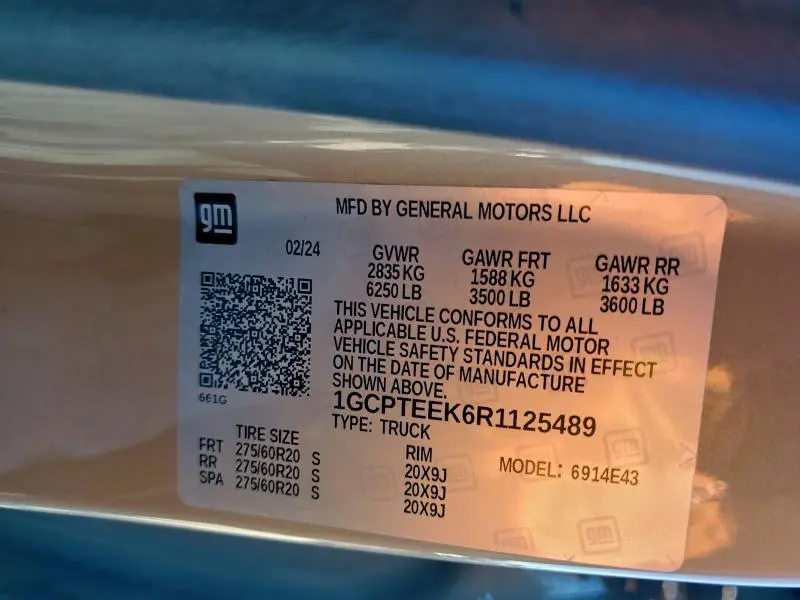 gm
MFD BY GENERAL MOTORS LLC
02/24
GVWR GAWR FRT GAWR RR
2835 KG 1588 KG 1633 KG
6250 LB 3500 LB 3600 LB
THIS VEHICLE CONFORMS TO ALL
APPLICABLE U.S. FEDERAL MOTOR
VEHICLE SAFETY STANDARDS IN EFFECT
ON THE DATE OF MANUFACTURE
SHOWN ABOVE.
661G
1GCPTEEK6R1125489
TYPE: TRUCK
TIRE SIZE RIM
FRT 275/60R20 S 20X9J
RR 275/60R20 S 20X9J
SPA 275/60R20 S 20X9J
MODEL: 6914E43